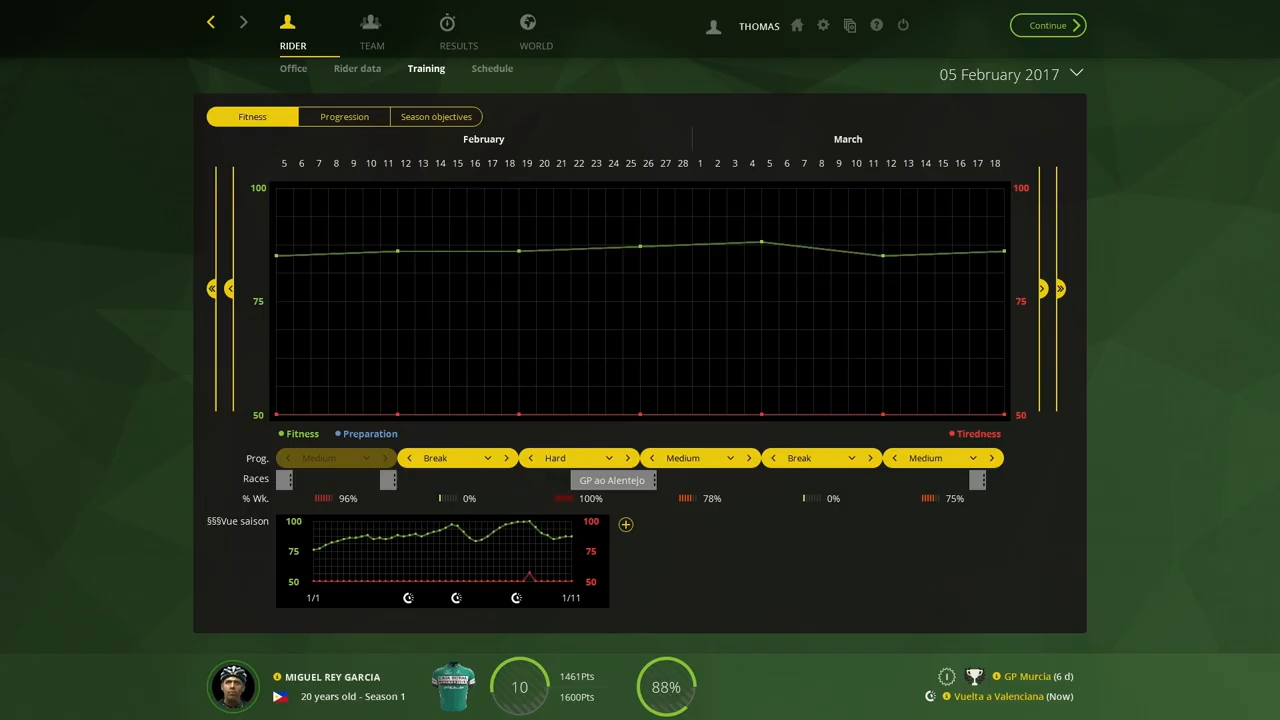 RIDER TEAM RESULTS WORLD THOMAS Continue
Office Rider data Training Schedule 05 February 2017
Fitness Progression Season objectives
February March
5 6 7 8 9 10 11 12 13 14 15 16 17 18 19 20 21 22 23 24 25 26 27 28 1 2 3 4 5 6 7 8 9 10 11 12 13 14 15 16 17 18
100 100
75 75
50 50
Fitness Preparation Tiredness
Prog. Medium Break Hard Medium Break Medium
Races GP ao Alentejo
% Wk. 96% 0% 100% 78% 0% 75%
§§§Vue saison 100 100
75 75
50 50
1/1 1/11
MIGUEL REY GARCIA
20 years old - Season 1
10
1461Pts
1600Pts
88%
GP Murcia (6 d)
Vuelta a Valenciana (Now)